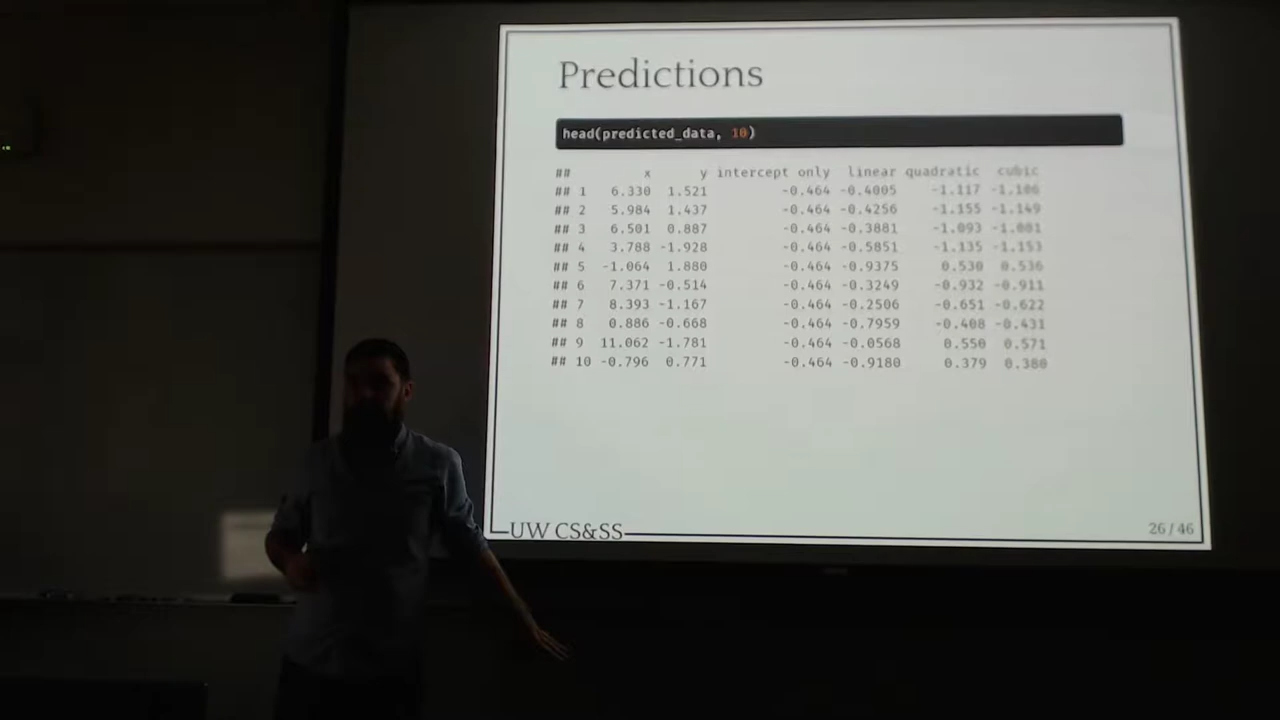 Predictions
head(predicted_data, 10)
## x y intercept only linear quadratic cubic
## 1 6.330 1.521 -0.464 -0.4005 -1.117 -1.106
## 2 5.984 1.437 -0.464 -0.4256 -1.155 -1.149
## 3 6.501 0.887 -0.464 -0.3881 -1.093 -1.081
## 4 3.788 -1.928 -0.464 -0.5851 -1.135 -1.153
## 5 -1.064 1.880 -0.464 -0.9375 0.530 0.536
## 6 7.371 -0.514 -0.464 -0.3249 -0.932 -0.911
## 7 8.393 -1.167 -0.464 -0.2506 -0.651 -0.622
## 8 0.886 -0.668 -0.464 -0.7959 -0.408 -0.431
## 9 11.062 -1.781 -0.464 -0.0568 0.550 0.571
## 10 -0.796 0.771 -0.464 -0.9180 0.379 0.380
UW CS&SS
26 / 46